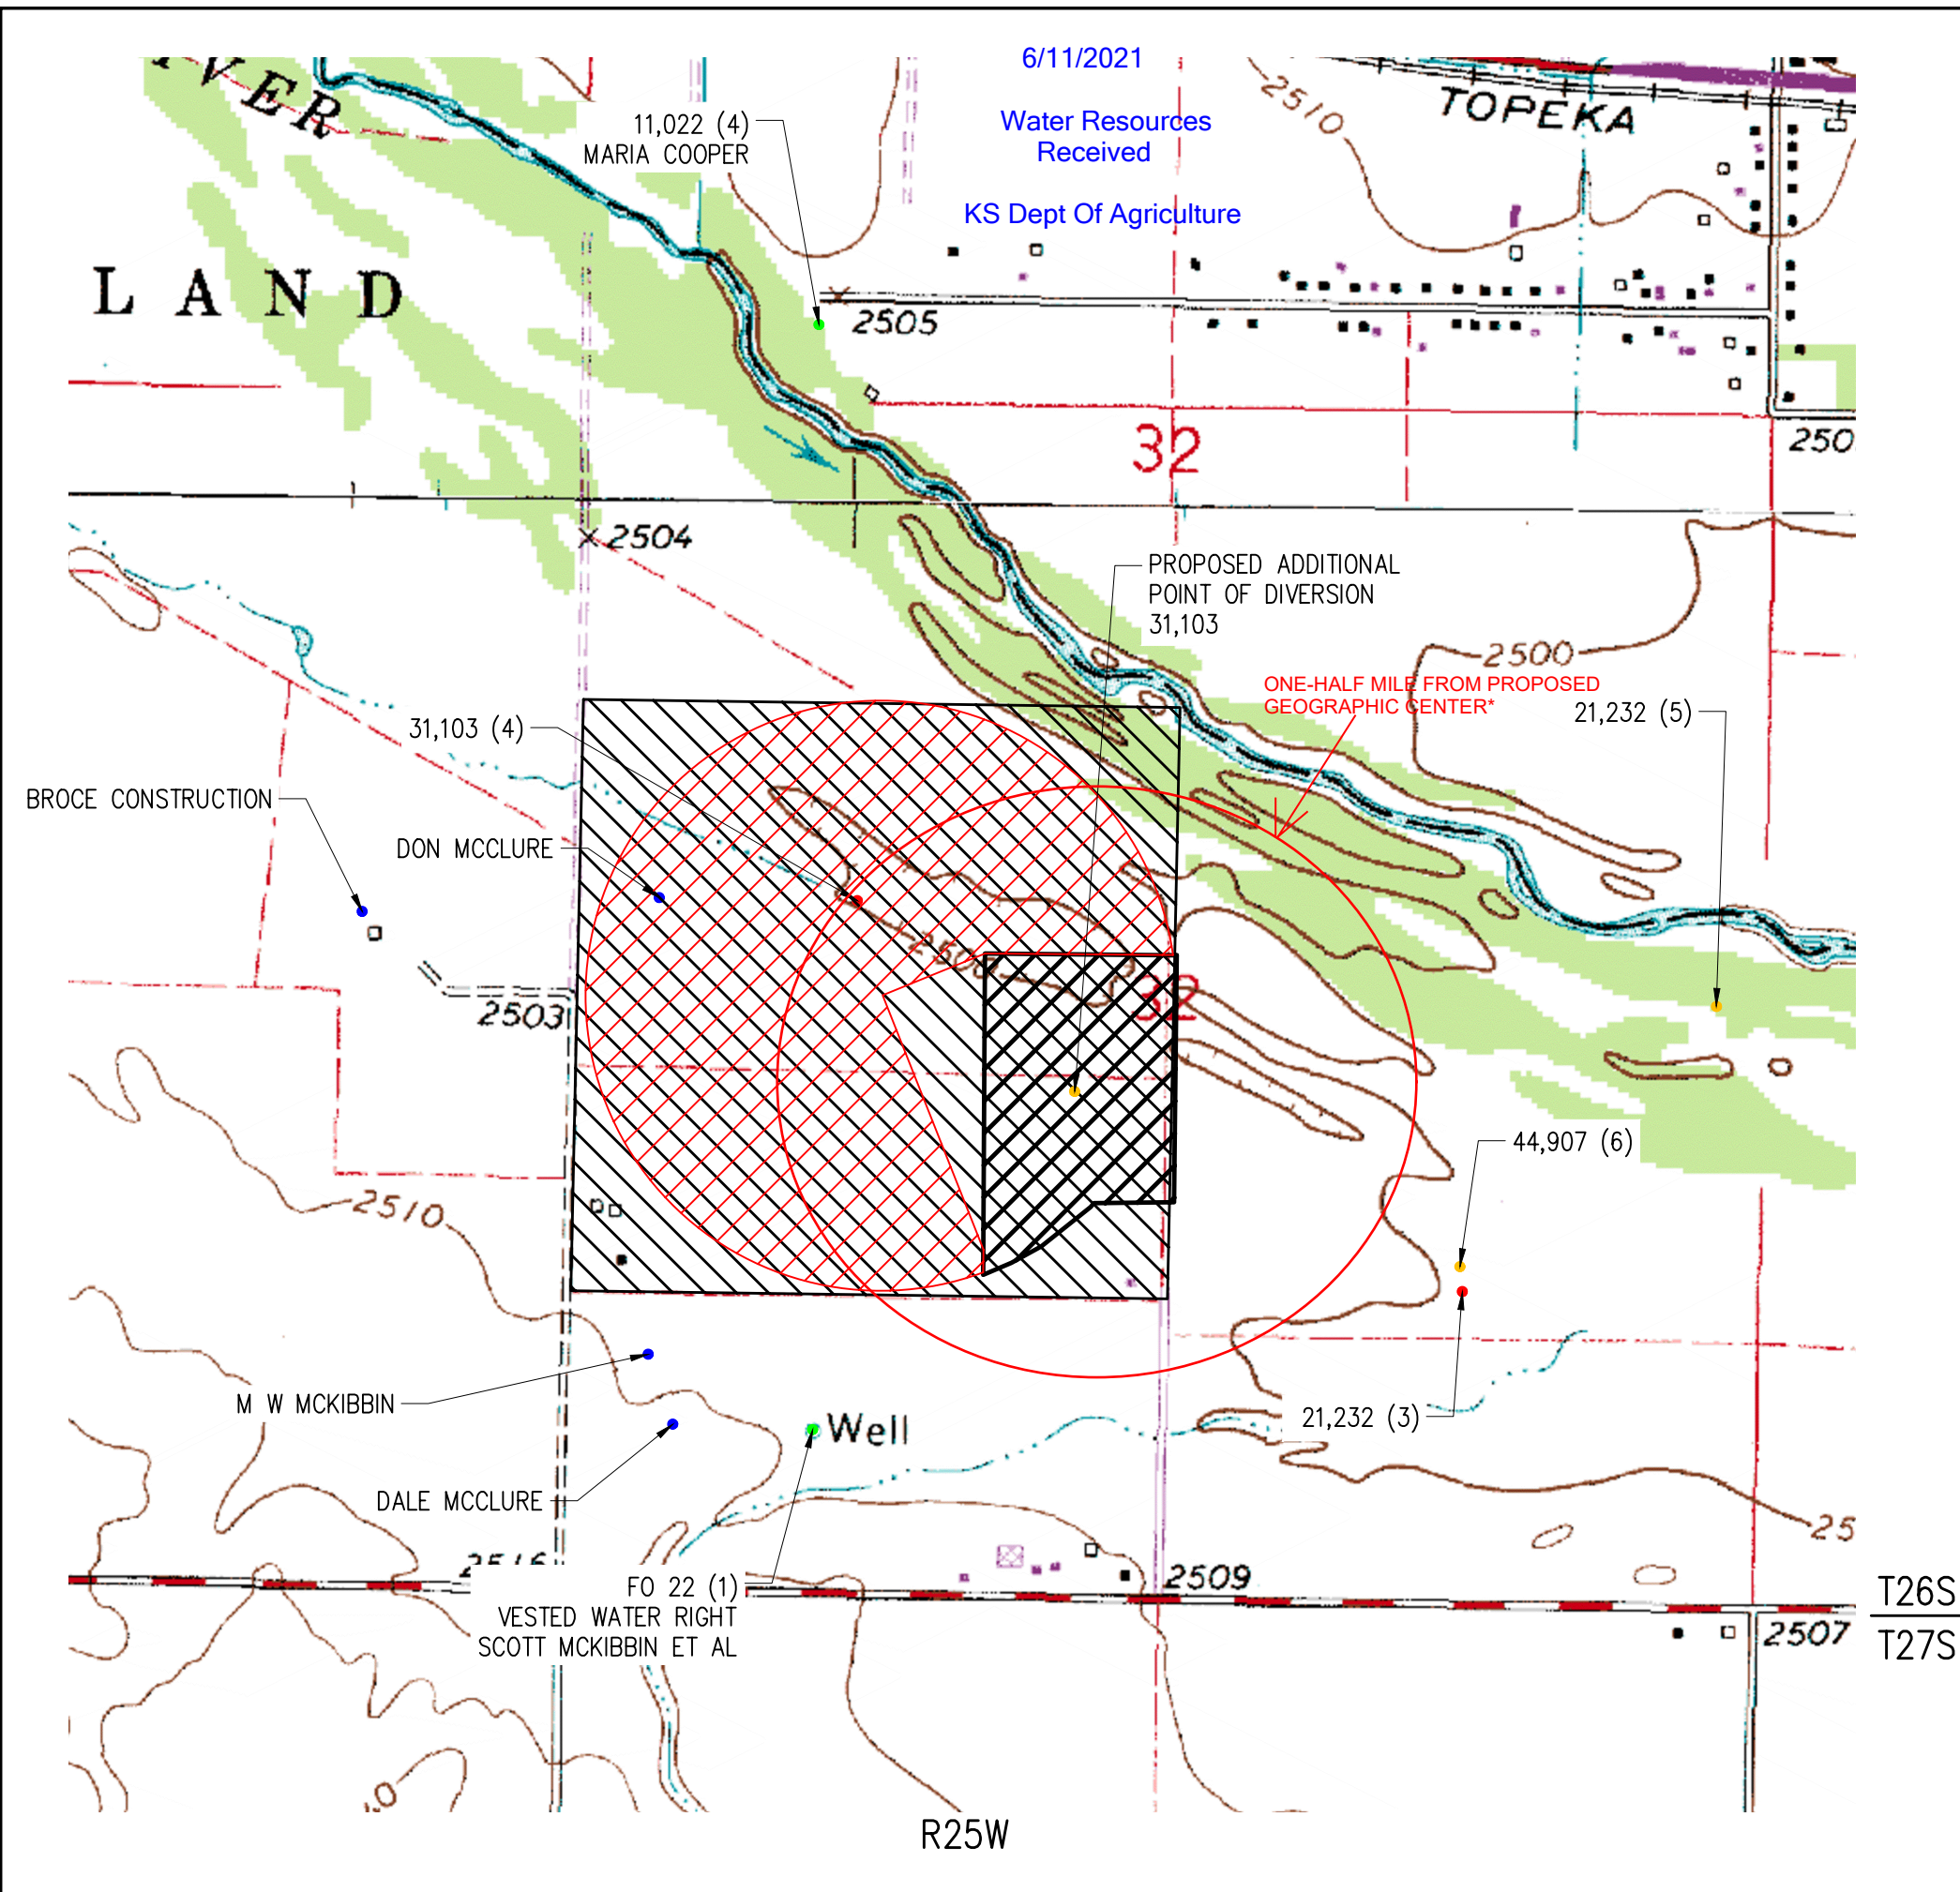 6/11/2021
Water Resources
Received
KS Dept Of Agriculture
TOPEKA
2510
11,022 (4)
MARIA COOPER
L A N D
2505
32
250
2504
PROPOSED ADDITIONAL
POINT OF DIVERSION
31,103
2500
ONE-HALF MILE FROM PROPOSED
GEOGRAPHIC CENTER*
21,232 (5)
31,103 (4)
BROCE CONSTRUCTION
DON MCCLURE
2500
32
2503
44,907 (6)
2510
M W MCKIBBIN
21,232 (3)
Well
DALE MCCLURE
25
2509
FO 22 (1)
VESTED WATER RIGHT
SCOTT MCKIBBIN ET AL
T26S
T27S
2507
R25W